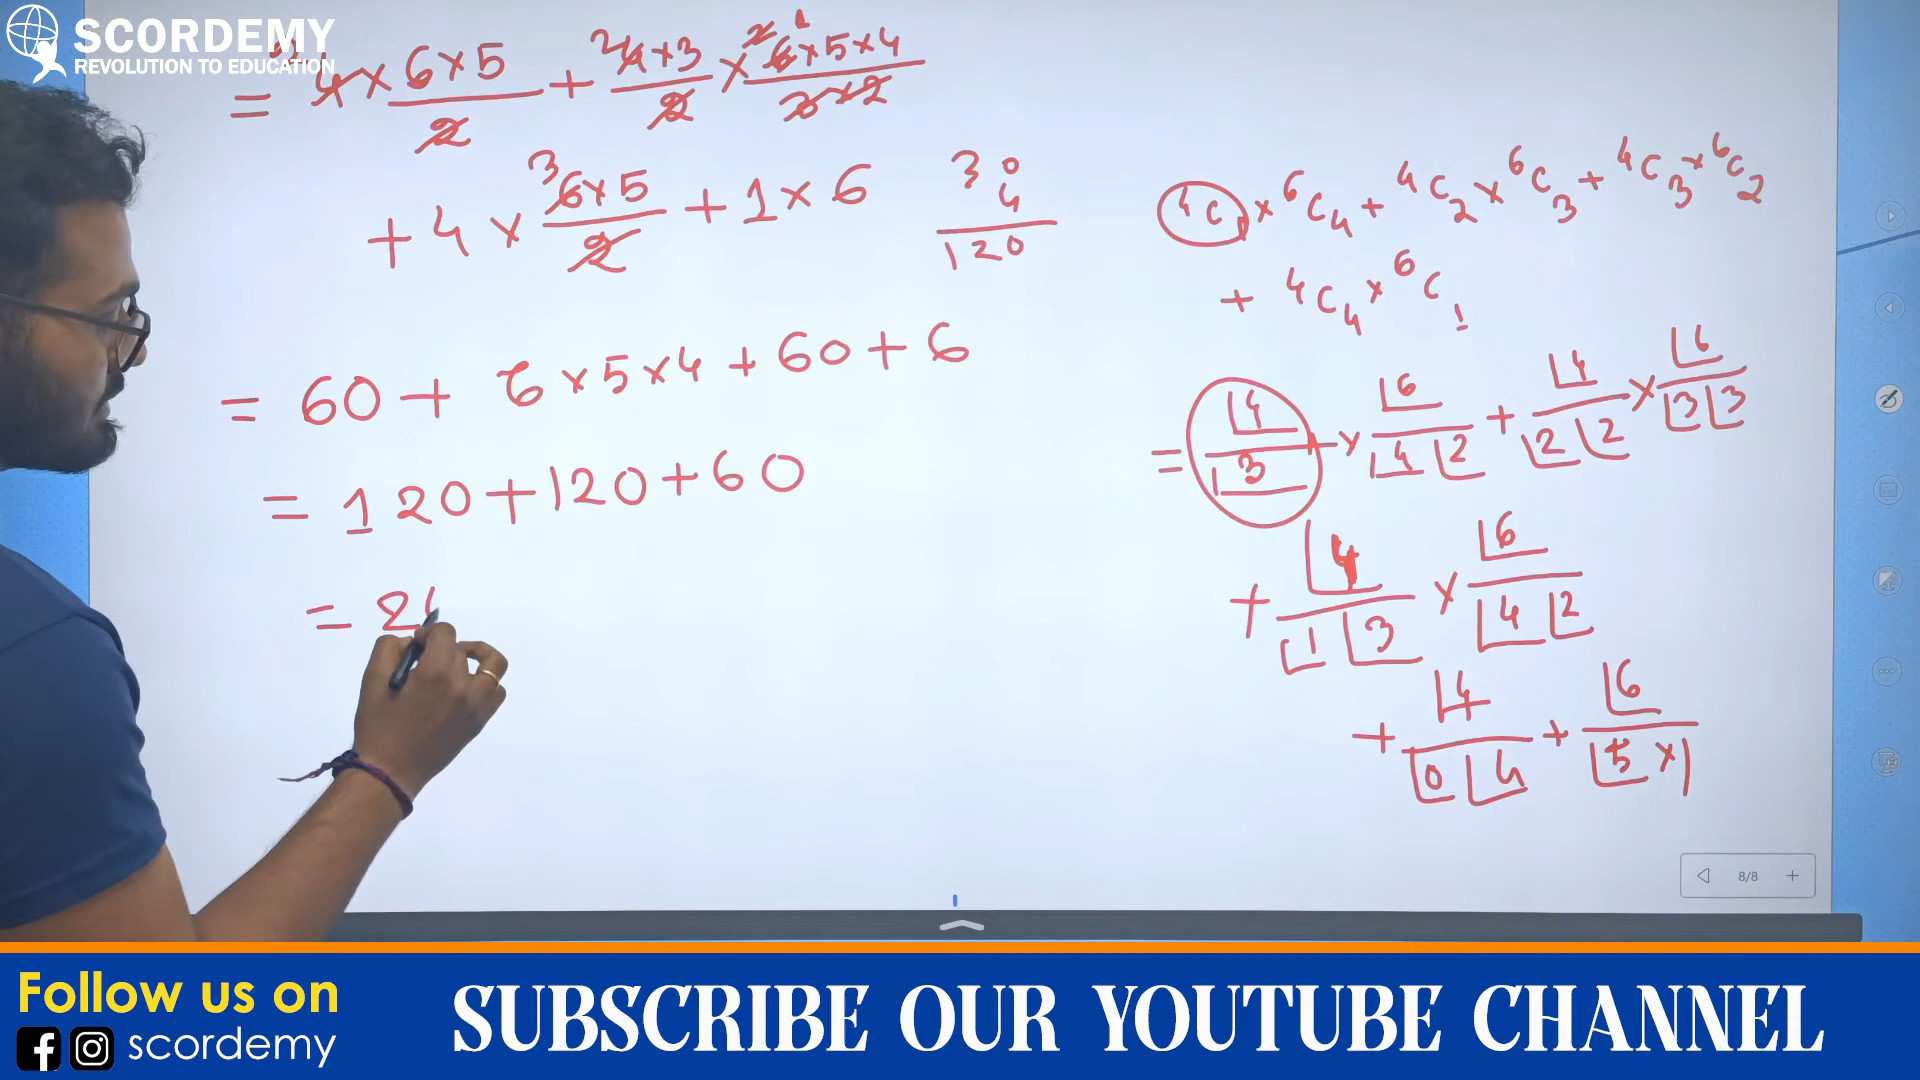 SCORDEMY
REVOLUTION TO EDUCATION
= 4 × 6×5/2 + 4×3/2 × 6×5×4/3×2
+ 4 × 6×5/2 + 1×6
30
4
120
= 60 + 6×5×4 + 60 + 6
= 120 + 120 + 60
= 24
4C1 × 6C4 + 4C2 × 6C3 + 4C3 × 6C2
+ 4C4 × 6C1
= |4/|3 × |6/|4|2 + |4/|2|2 × |6/|3|3
+ |4/|1|3 × |6/|4|2
+ |4/|0|4 + |6/|5×1
8/8
Follow us on
scordemy
SUBSCRIBE OUR YOUTUBE CHANNEL